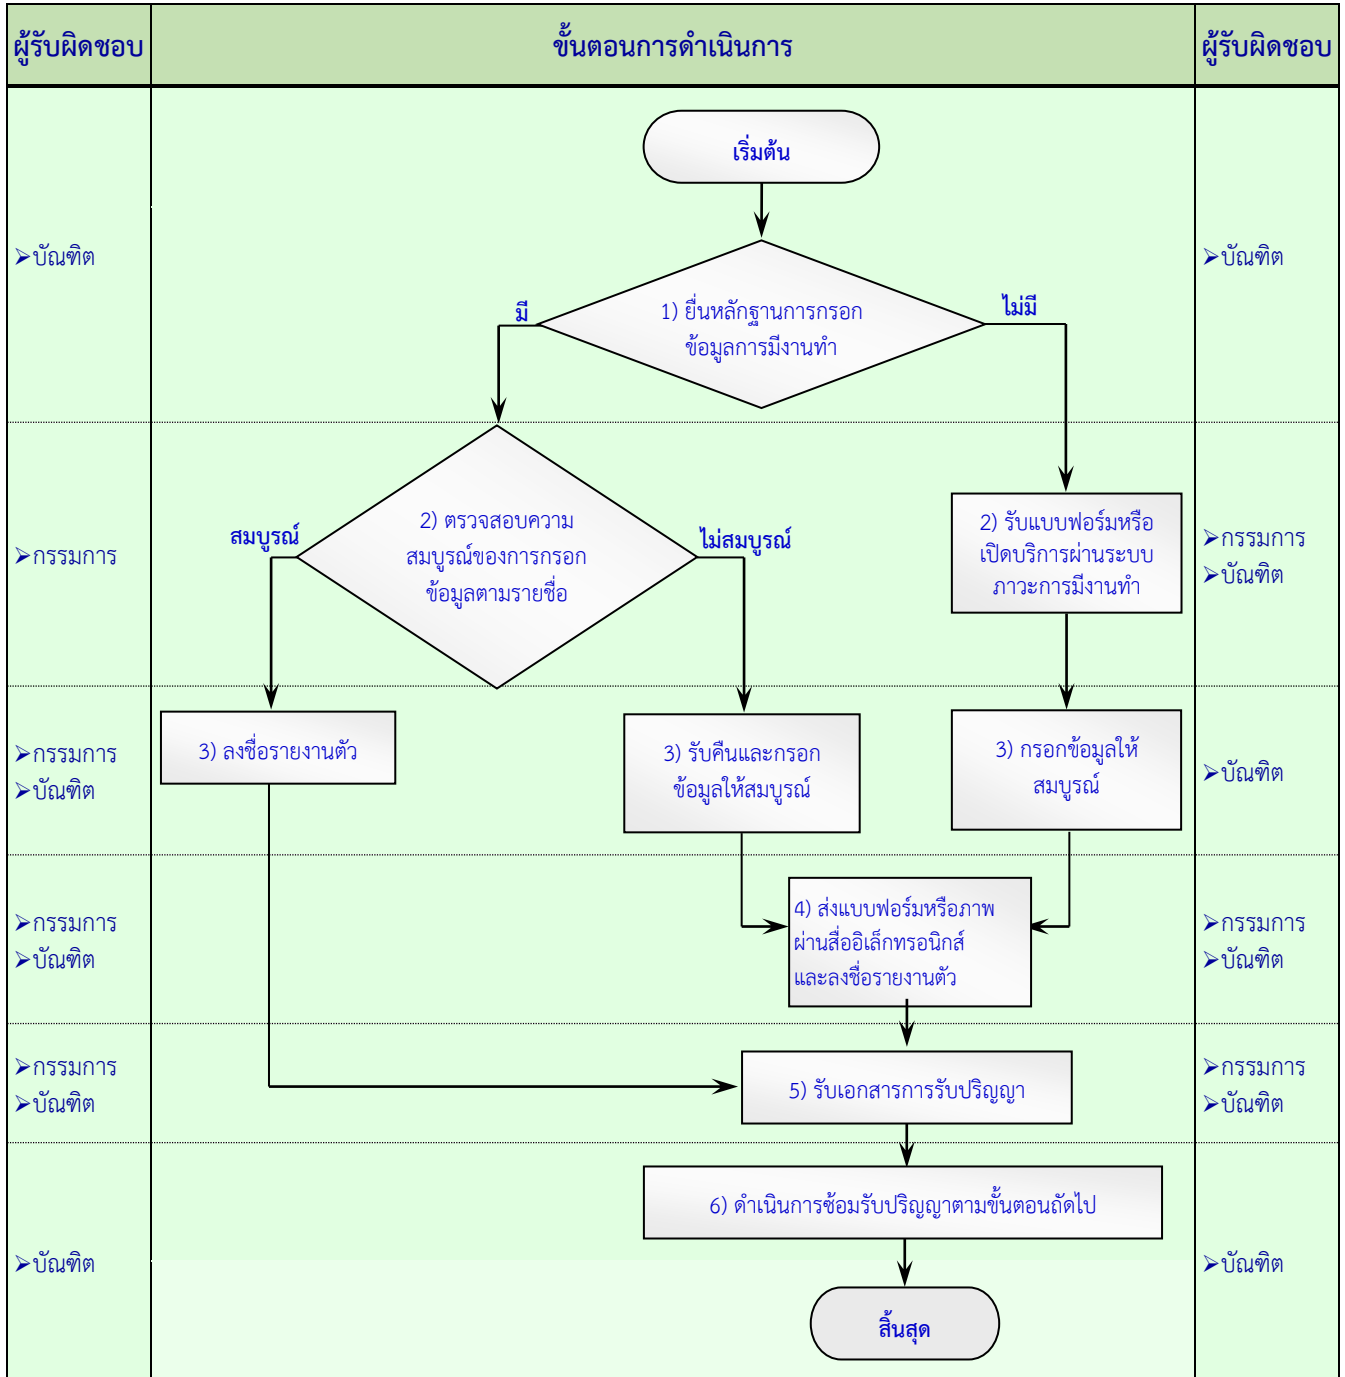 ผู้รับผิดชอบ
ขั้นตอนการดำเนินการ
ผู้รับผิดชอบ
เริ่มต้น
➢บัณฑิต
➢บัณฑิต
1) ยื่นหลักฐานการกรอก
ข้อมูลการมีงานทำ
มี
ไม่มี
➢กรรมการ
2) ตรวจสอบความ
สมบูรณ์ของการกรอก
ข้อมูลตามรายชื่อ
สมบูรณ์
ไม่สมบูรณ์
2) รับแบบฟอร์มหรือ
เปิดบริการผ่านระบบ
ภาวะการมีงานทำ
➢กรรมการ
➢บัณฑิต
➢กรรมการ
➢บัณฑิต
3) ลงชื่อรายงานตัว
3) รับคืนและกรอก
ข้อมูลให้สมบูรณ์
3) กรอกข้อมูลให้
สมบูรณ์
➢บัณฑิต
➢กรรมการ
➢บัณฑิต
4) ส่งแบบฟอร์มหรือภาพ
ผ่านสื่ออิเล็กทรอนิกส์
และลงชื่อรายงานตัว
➢กรรมการ
➢บัณฑิต
➢กรรมการ
➢บัณฑิต
5) รับเอกสารการรับปริญญา
➢กรรมการ
➢บัณฑิต
➢บัณฑิต
6) ดำเนินการซ้อมรับปริญญาตามขั้นตอนถัดไป
➢บัณฑิต
สิ้นสุด